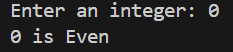 Enter an integer: 0
0 is Even